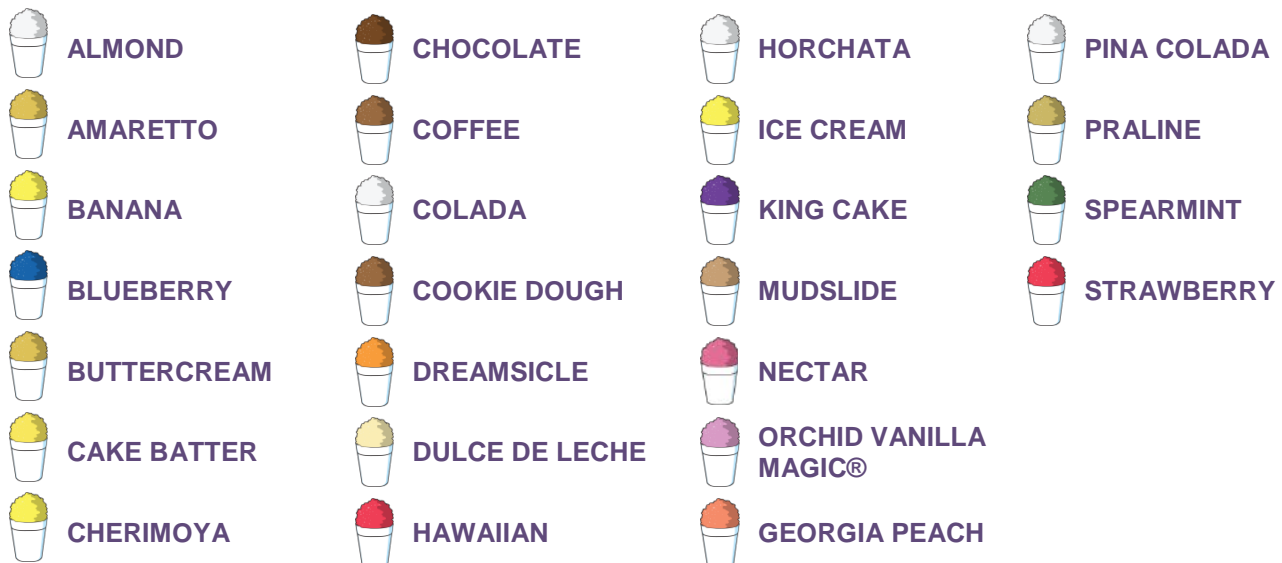 ALMOND
AMARETTO
BANANA
BLUEBERRY
BUTTERCREAM
CAKE BATTER
CHERIMOYA
CHOCOLATE
COFFEE
COLADA
COOKIE DOUGH
DREAMSICLE
DULCE DE LECHE
HAWAIIAN
HORCHATA
ICE CREAM
KING CAKE
MUDSLIDE
NECTAR
ORCHID VANILLA
MAGIC®
GEORGIA PEACH
PINA COLADA
PRALINE
SPEARMINT
STRAWBERRY